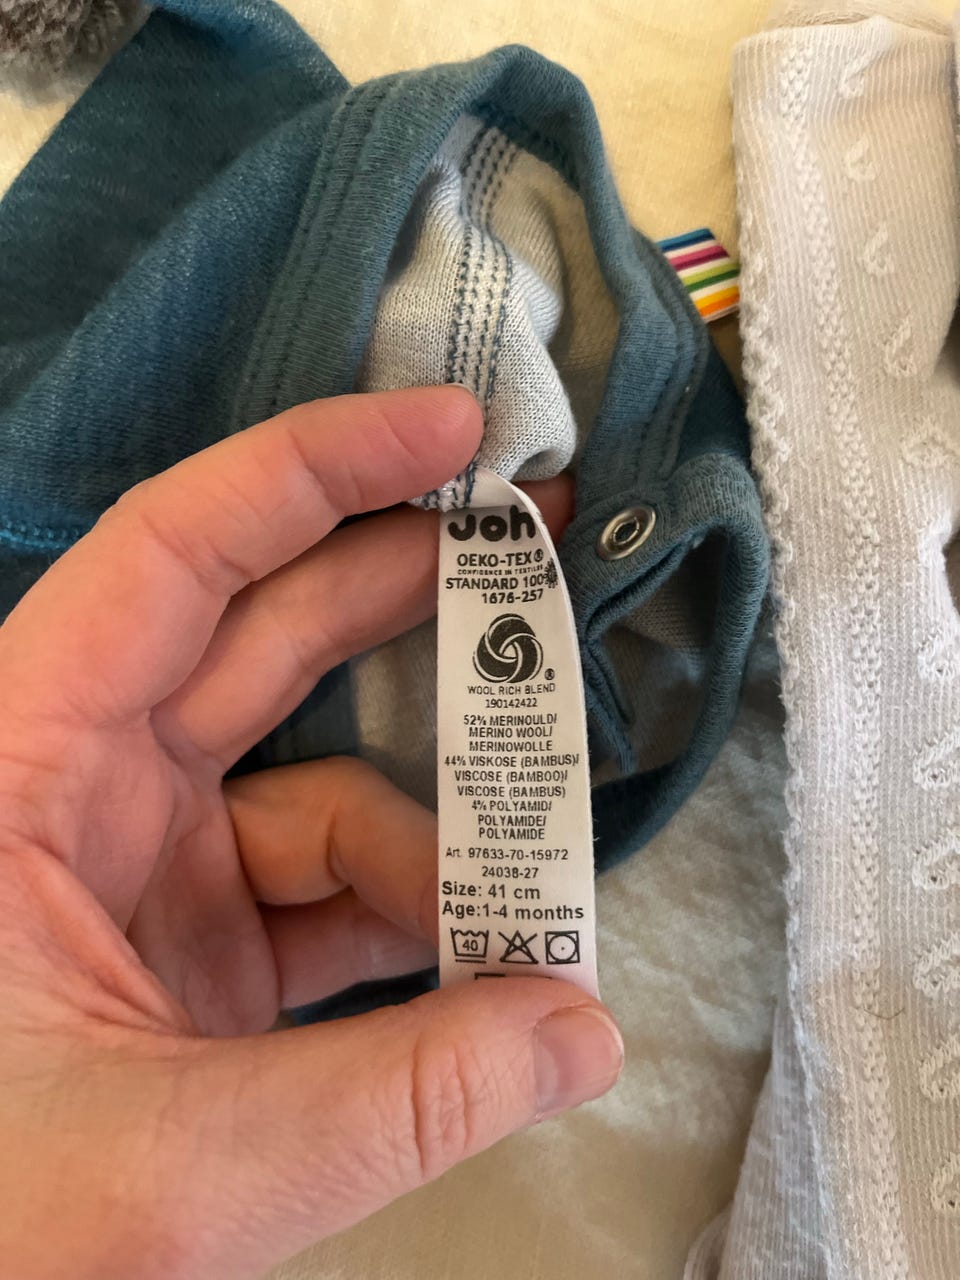 Joh
OEKO-TEX®
CONFIDENCE IN TEXTILES
STANDARD 100
1676-257
®
WOOL RICH BLEND
190142422
52% MERINOULD/
MERINO WOOL/
MERINOWOLLE
44% VISKOSE (BAMBUS)/
VISCOSE (BAMBOO)/
VISCOSE (BAMBUS)
4% POLYAMID/
POLYAMIDE/
POLYAMIDE
Art. 97633-70-15972
24038-27
Size: 41 cm
Age:1-4 months
40